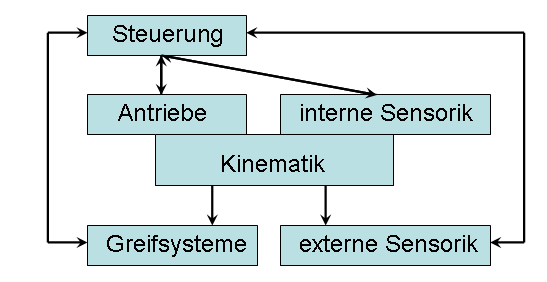 Steuerung
Antriebe
interne Sensorik
Kinematik
Greifsysteme
externe Sensorik